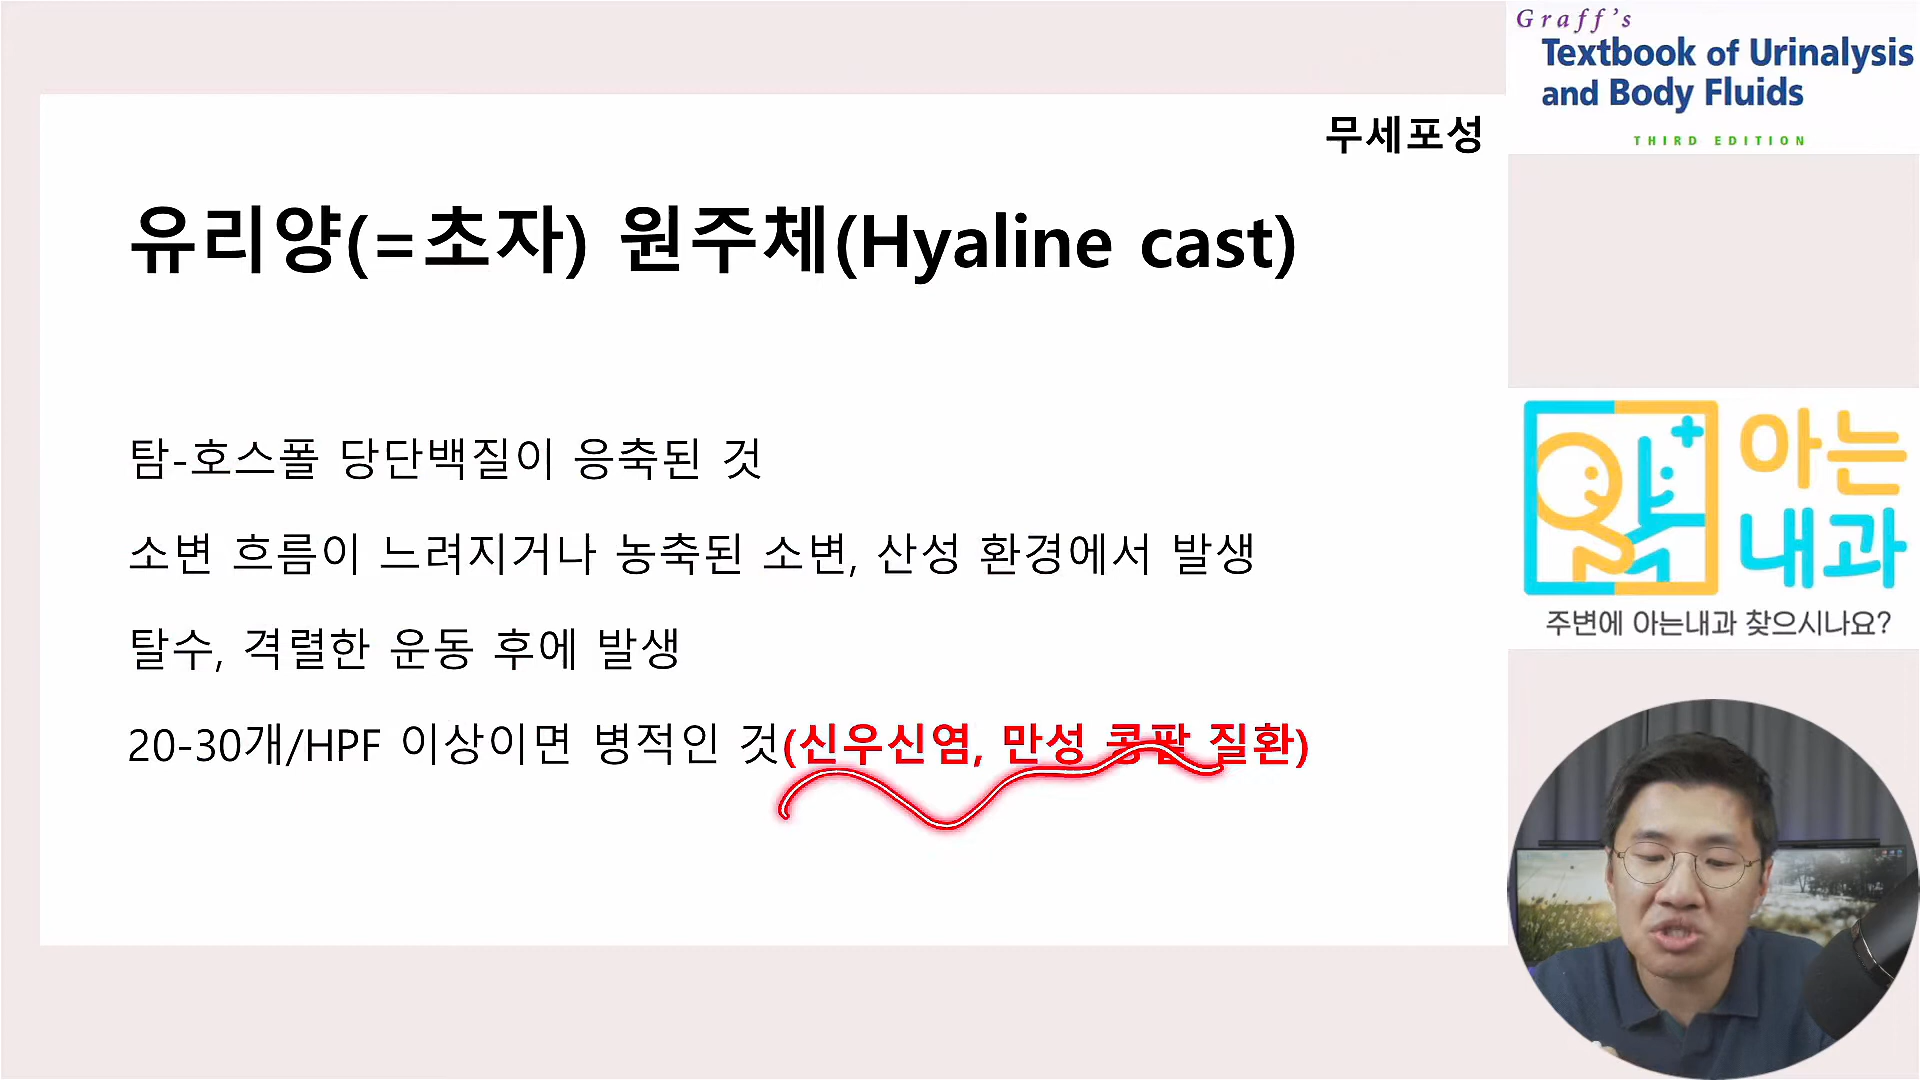 무세포성
유리양(=초자) 원주체(Hyaline cast)
탐-호스폴 당단백질이 응축된 것
소변 흐름이 느려지거나 농축된 소변, 산성 환경에서 발생
탈수, 격렬한 운동 후에 발생
20-30개/HPF 이상이면 병적인 것(신우신염, 만성 콩팥 질환)
Graff's
Textbook of Urinalysis
and Body Fluids
THIRD EDITION
아는
내과
주변에 아는내과 찾으시나요?